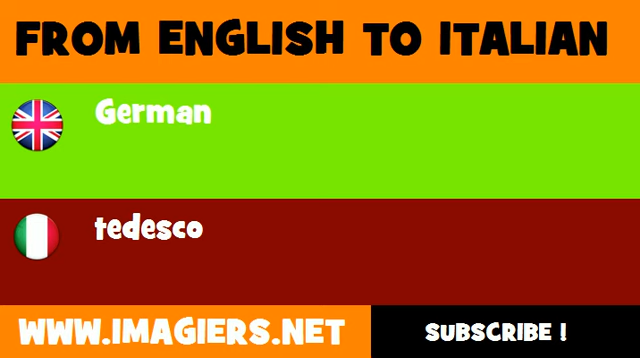 FROM ENGLISH TO ITALIAN
German
tedesco
WWW.IMAGIERS.NET
SUBSCRIBE !